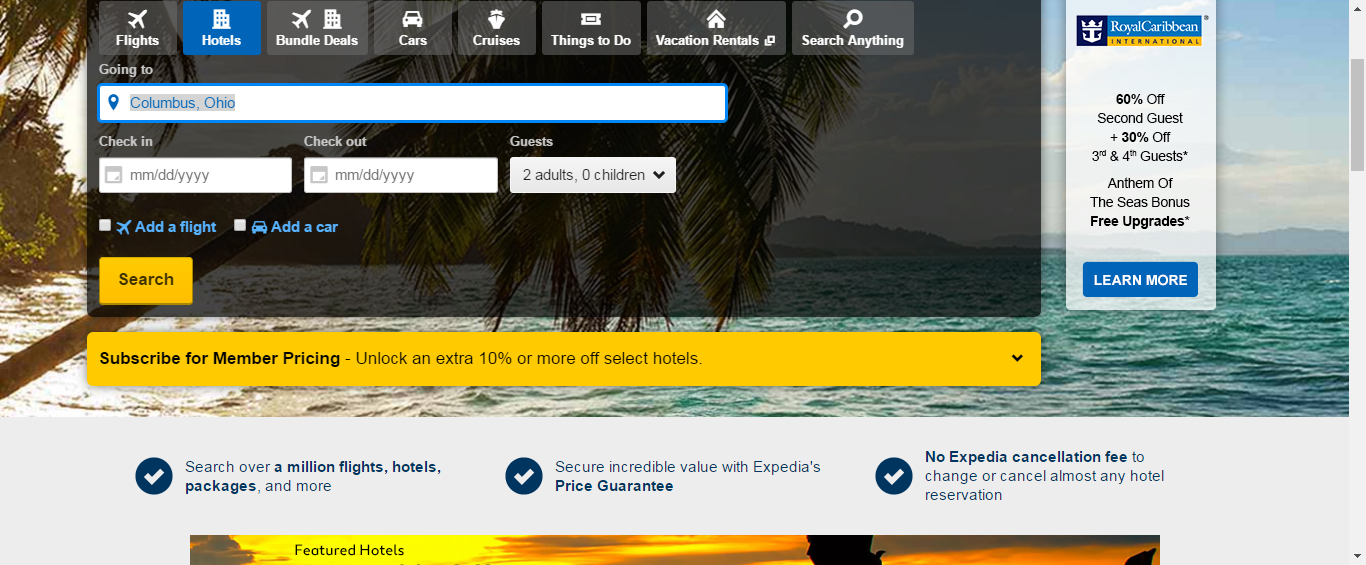 Flights
Hotels
Bundle Deals
Cars
Cruises
Things to Do
Vacation Rentals
Search Anything
Going to
Columbus, Ohio
Check in
Check out
Guests
mm/dd/yyyy
mm/dd/yyyy
2 adults, 0 children
Add a flight
Add a car
Search
Subscribe for Member Pricing - Unlock an extra 10% or more off select hotels.
RoyalCaribbean®
INTERNATIONAL
60% Off
Second Guest
+ 30% Off
3rd & 4th Guests*
Anthem Of
The Seas Bonus
Free Upgrades*
LEARN MORE
Search over a million flights, hotels,
packages, and more
Secure incredible value with Expedia's
Price Guarantee
No Expedia cancellation fee to
change or cancel almost any hotel
reservation
Featured Hotels